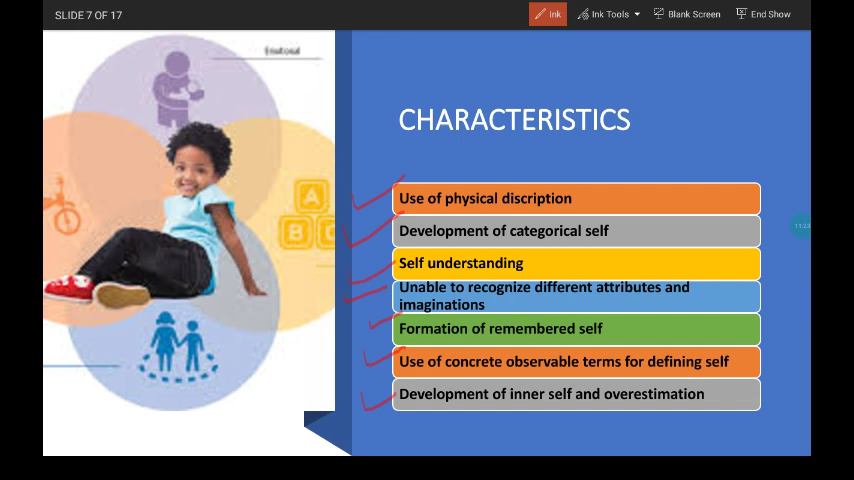 SLIDE 7 OF 17
Ink
Ink Tools
Blank Screen
End Show
A
B C
CHARACTERISTICS
Use of physical discription
Development of categorical self
Self understanding
Unable to recognize different attributes and
imaginations
Formation of remembered self
Use of concrete observable terms for defining self
Development of inner self and overestimation
11:23